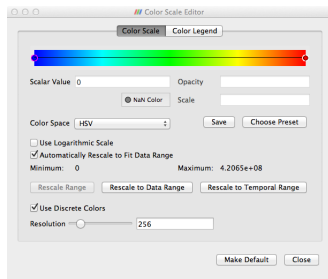 Color Scale Editor
Color Scale Color Legend
Scalar Value 0 Opacity
NaN Color Scale
Color Space HSV Save Choose Preset
Use Logarithmic Scale
Automatically Rescale to Fit Data Range
Minimum: 0 Maximum: 4.2065e+08
Rescale Range Rescale to Data Range Rescale to Temporal Range
Use Discrete Colors
Resolution 256
Make Default Close